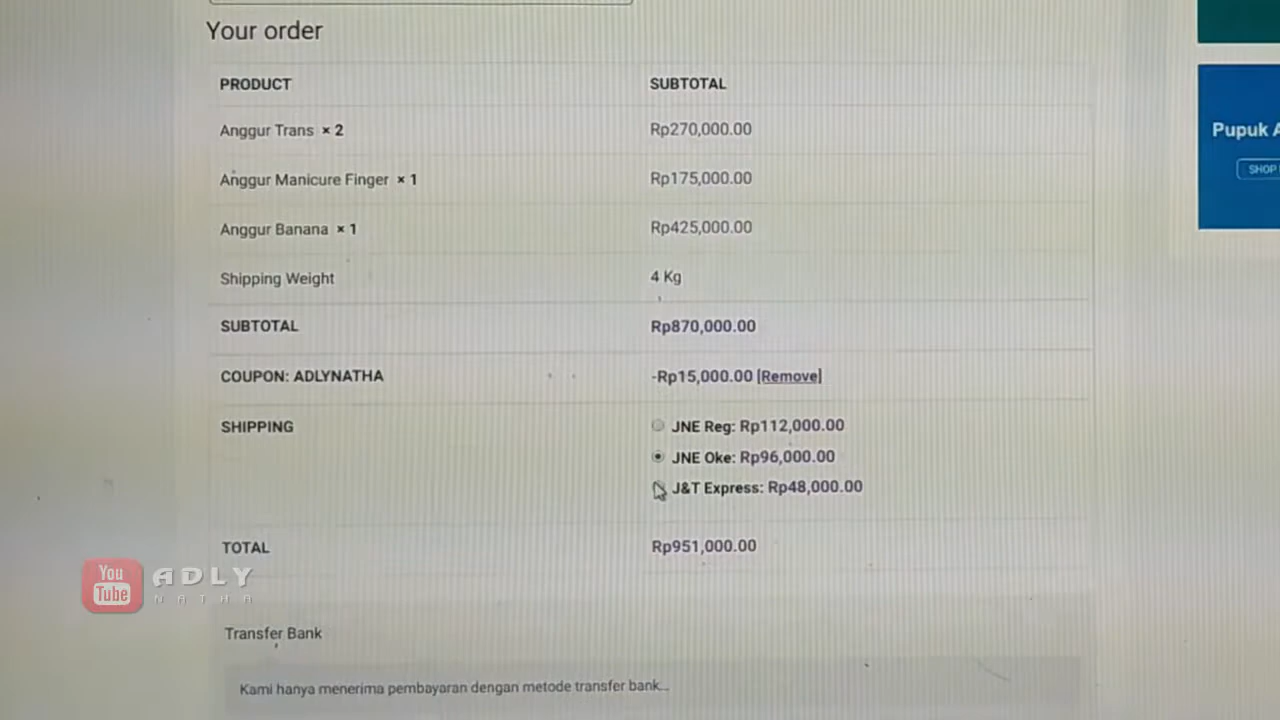 Your order
PRODUCT SUBTOTAL
Anggur Trans × 2 Rp270,000.00
Anggur Manicure Finger × 1 Rp175,000.00
Anggur Banana × 1 Rp425,000.00
Shipping Weight 4 Kg
SUBTOTAL Rp870,000.00
COUPON: ADLYNATHA -Rp15,000.00 [Remove]
SHIPPING JNE Reg: Rp112,000.00
JNE Oke: Rp96,000.00
J&T Express: Rp48,000.00
TOTAL Rp951,000.00
Transfer Bank
Kami hanya menerima pembayaran dengan metode transfer bank...
Pupuk A
SHOP
You
Tube
ADLY
NATHA